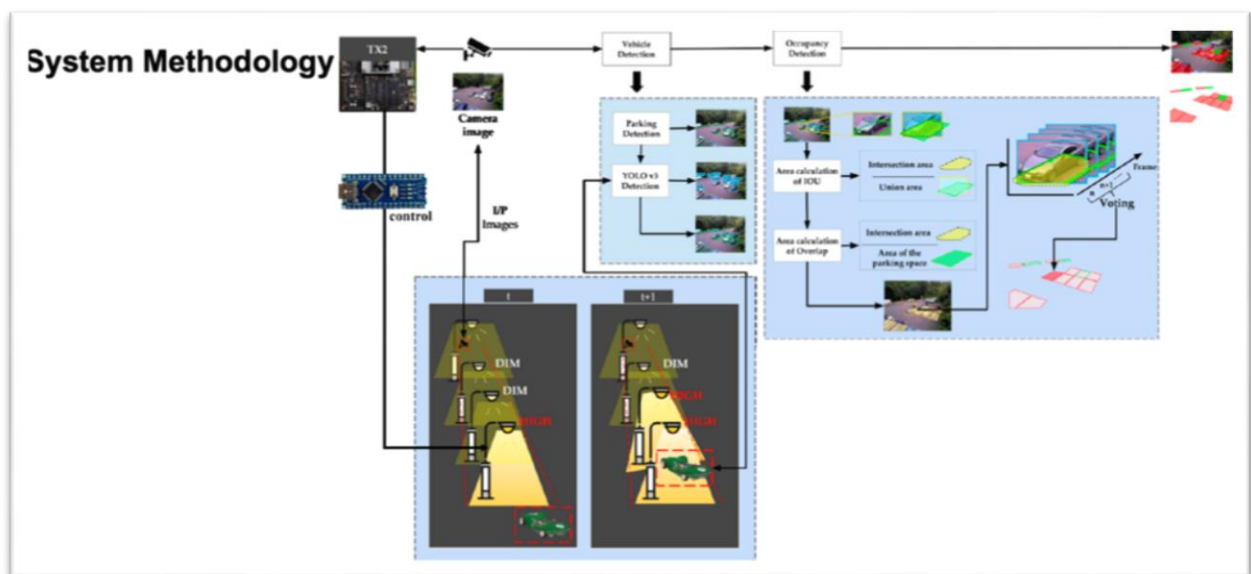 System Methodology
TX2
Camera
image
control
I/P
Images
Vehicle
Detection
Occupancy
Detection
Parking
Detection
YOLO v3
Detection
Area calculation
of IOU
Intersection area
Union area
Area calculation
of Overlap
Intersection area
Area of the
parking space
Frame
n
n+1
Voting
t
DIM
DIM
HIGH
t+1
DIM
HIGH
HIGH